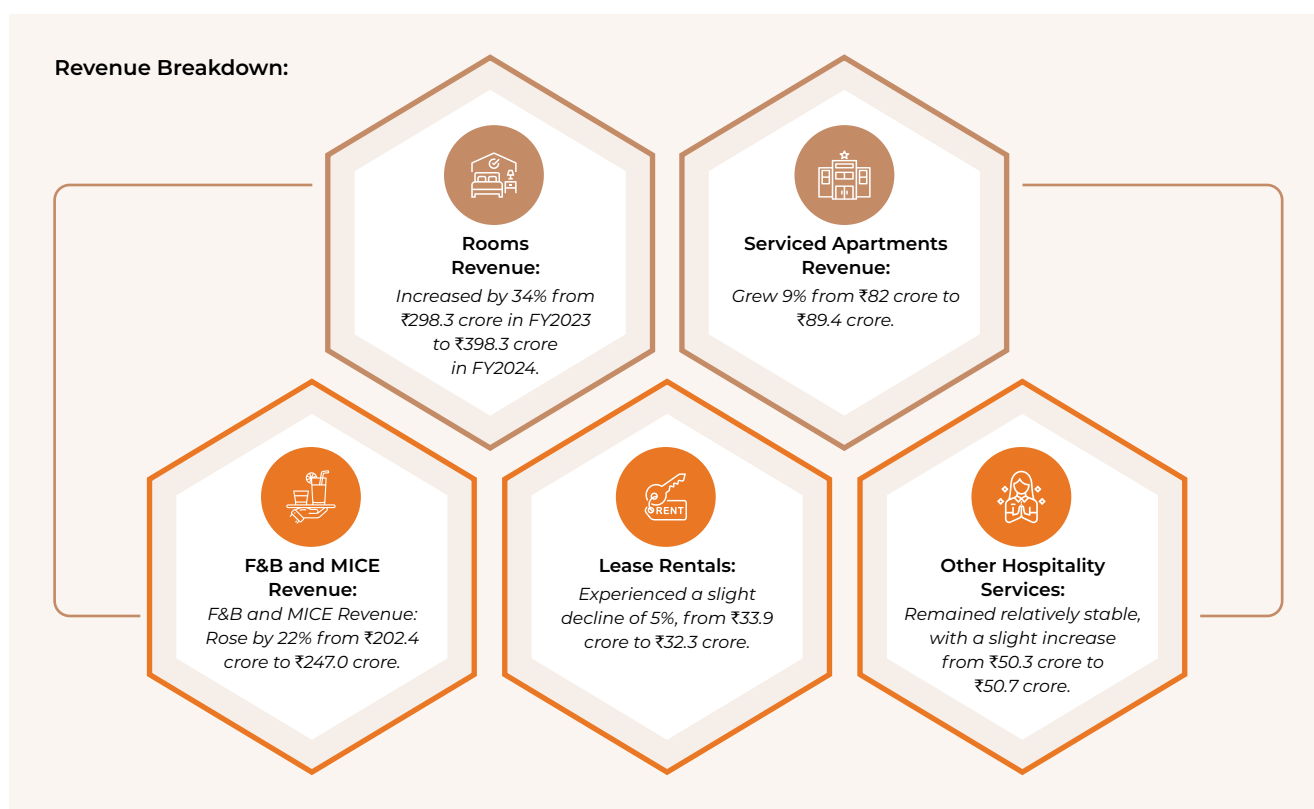 Revenue Breakdown:
Rooms
Revenue:
Increased by 34% from
₹298.3 crore in FY2023
to ₹398.3 crore
in FY2024.
Serviced Apartments
Revenue:
Grew 9% from ₹82 crore to
₹89.4 crore.
F&B and MICE
Revenue:
F&B and MICE Revenue:
Rose by 22% from ₹202.4
crore to ₹247.0 crore.
RENT
Lease Rentals:
Experienced a slight
decline of 5%, from ₹33.9
crore to ₹32.3 crore.
Other Hospitality
Services:
Remained relatively stable,
with a slight increase
from ₹50.3 crore to
₹50.7 crore.